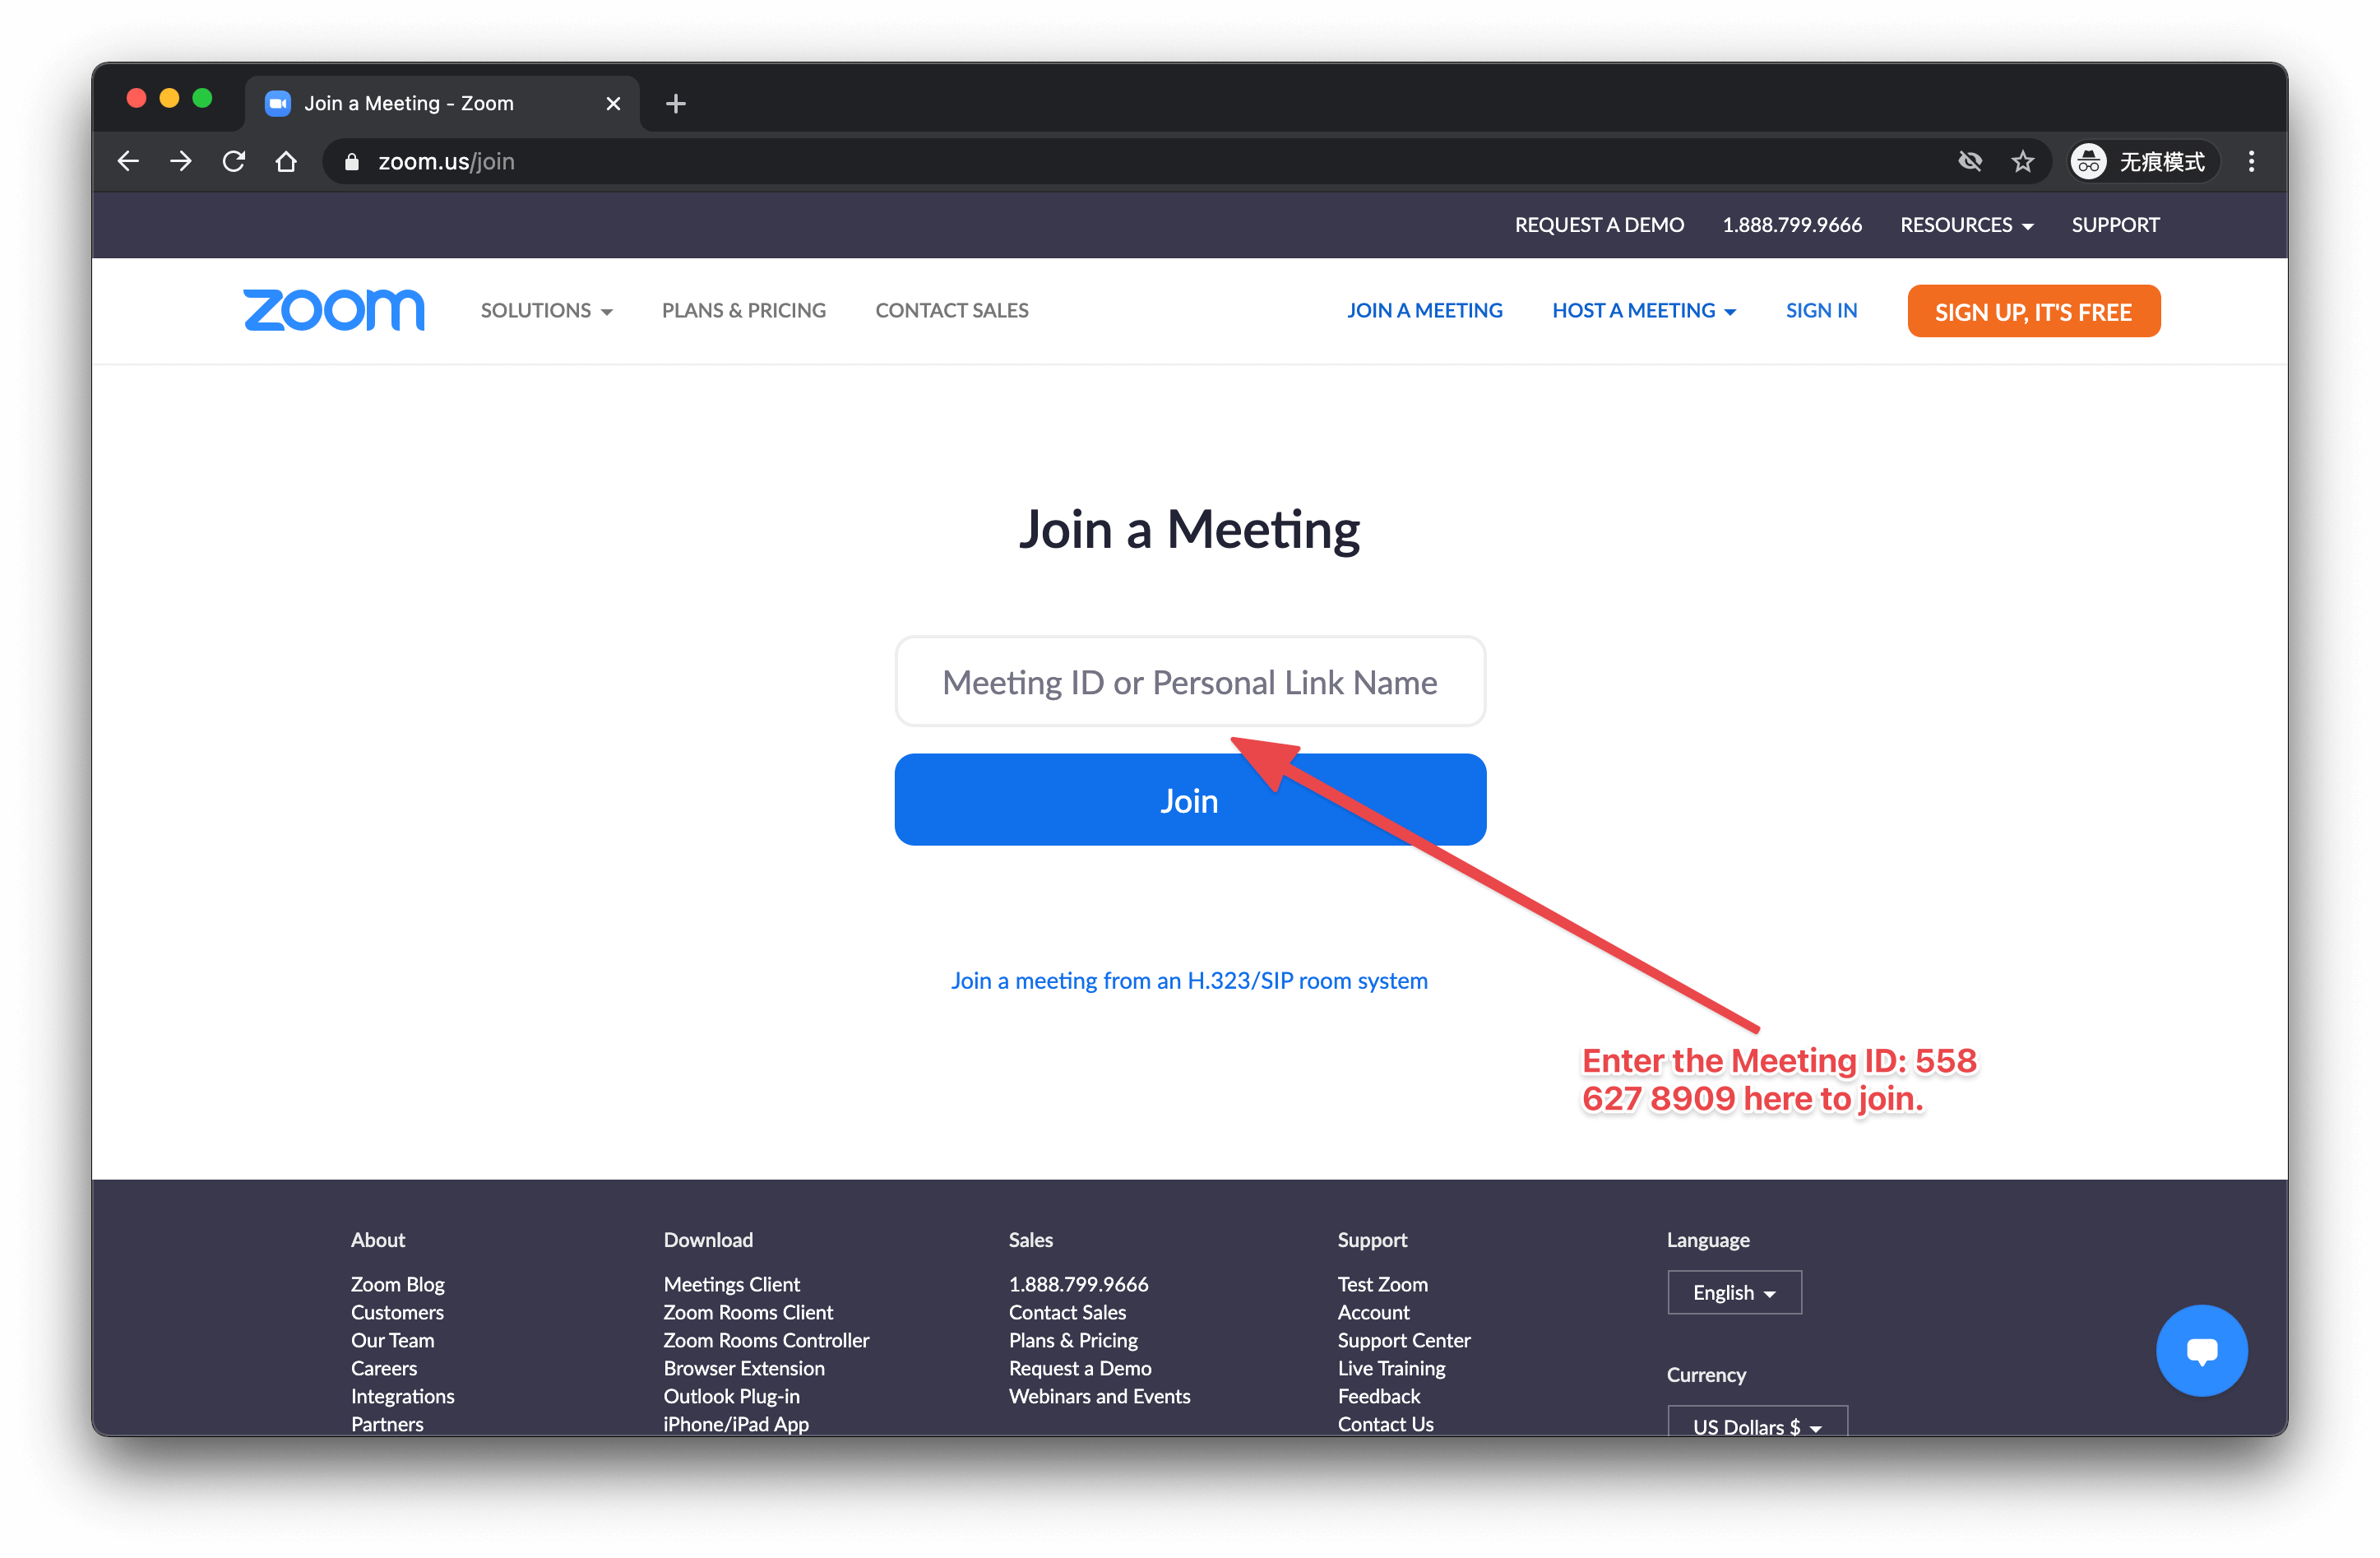 Join a Meeting - Zoom
zoom.us/join
无痕模式
REQUEST A DEMO 1.888.799.9666 RESOURCES SUPPORT
zoom SOLUTIONS PLANS & PRICING CONTACT SALES JOIN A MEETING HOST A MEETING SIGN IN SIGN UP, IT'S FREE
Join a Meeting
Meeting ID or Personal Link Name
Join
Join a meeting from an H.323/SIP room system
Enter the Meeting ID: 558
627 8909 here to join.
About
Zoom Blog
Customers
Our Team
Careers
Integrations
Partners
Download
Meetings Client
Zoom Rooms Client
Zoom Rooms Controller
Browser Extension
Outlook Plug-in
iPhone/iPad App
Sales
1.888.799.9666
Contact Sales
Plans & Pricing
Request a Demo
Webinars and Events
Support
Test Zoom
Account
Support Center
Live Training
Feedback
Contact Us
Language
English
Currency
US Dollars $